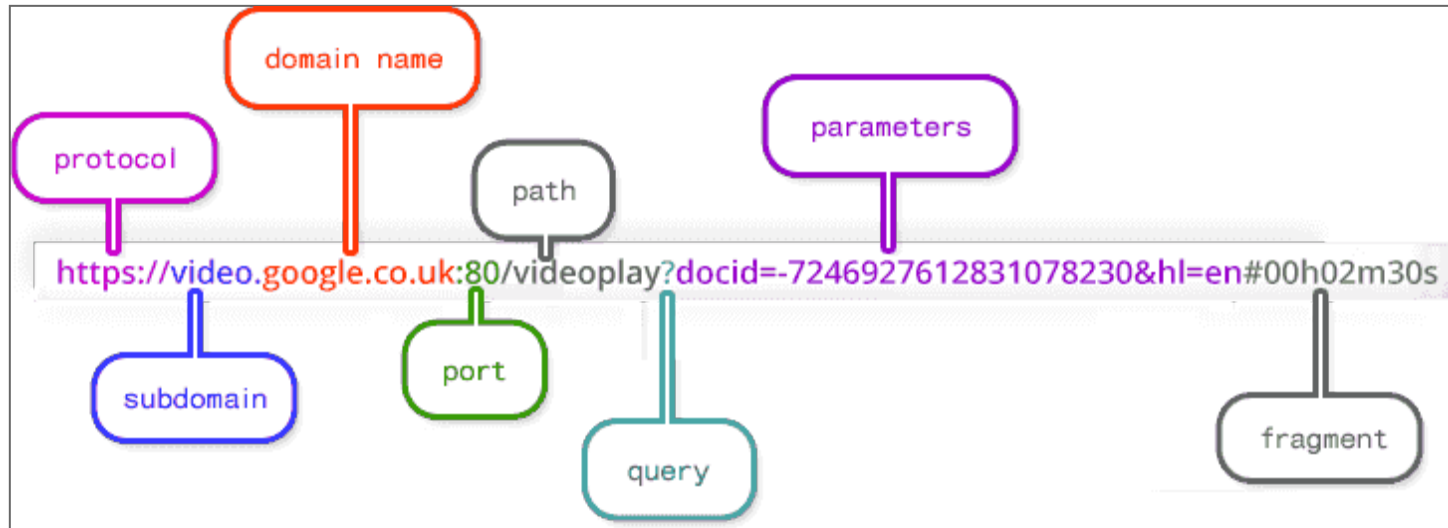 domain name
parameters
protocol
path
https://video.google.co.uk:80/videoplay?docid=-7246927612831078230&hl=en#00h02m30s
subdomain
port
query
fragment